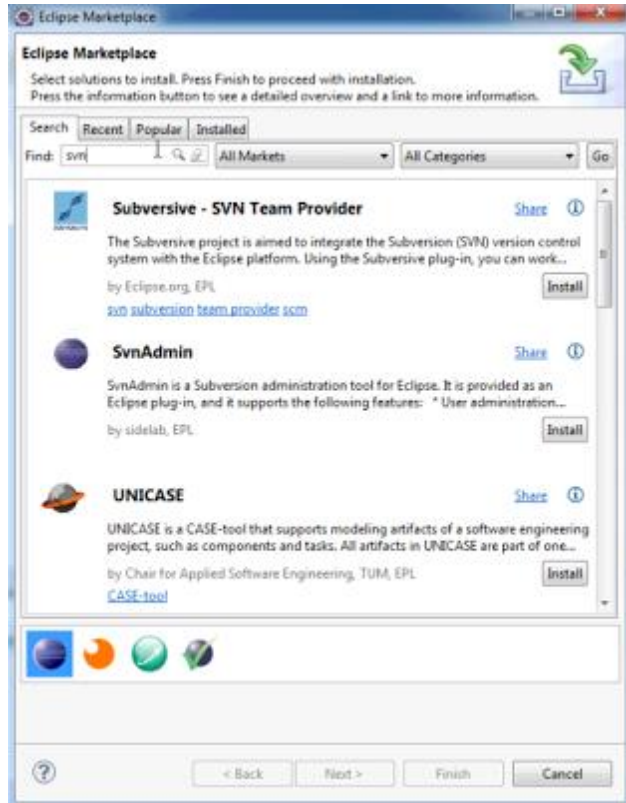 Eclipse Marketplace
Eclipse Marketplace
Select solutions to install. Press Finish to proceed with installation.
Press the information button to see a detailed overview and a link to more information.
Search Recent Popular Installed
Find: svn All Markets All Categories Go
Subversive - SVN Team Provider Share
The Subversive project is aimed to integrate the Subversion (SVN) version control
system with the Eclipse platform. Using the Subversive plug-in, you can work...
by Eclipse.org, EPL Install
svn subversion team provider scm
SvnAdmin Share
SvnAdmin is a Subversion administration tool for Eclipse. It is provided as an
Eclipse plug-in, and it supports the following features: * User administration...
by sidelab, EPL Install
UNICASE Share
UNICASE is a CASE-tool that supports modeling artifacts of a software engineering
project, such as components and tasks. All artifacts in UNICASE are part of one...
by Chair for Applied Software Engineering, TUM, EPL Install
CASE-tool
? < Back Next > Finish Cancel